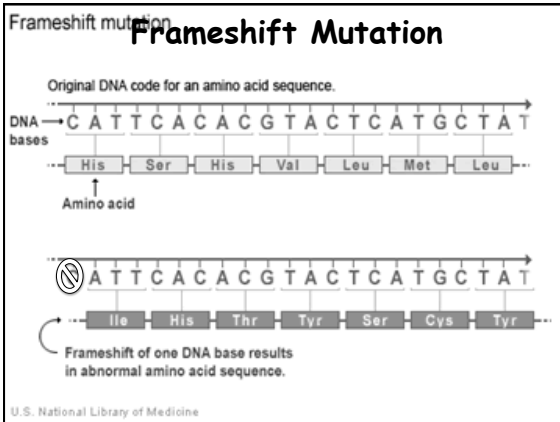 Frameshift mutation
Frameshift Mutation
Original DNA code for an amino acid sequence.
DNA bases
C A T T C A C A C G T A C T C A T G C T A T
His Ser His Val Leu Met Leu
Amino acid
A T T C A C A C G T A C T C A T G C T A T
Ile His Thr Tyr Ser Cys Tyr
Frameshift of one DNA base results
in abnormal amino acid sequence.
U.S. National Library of Medicine